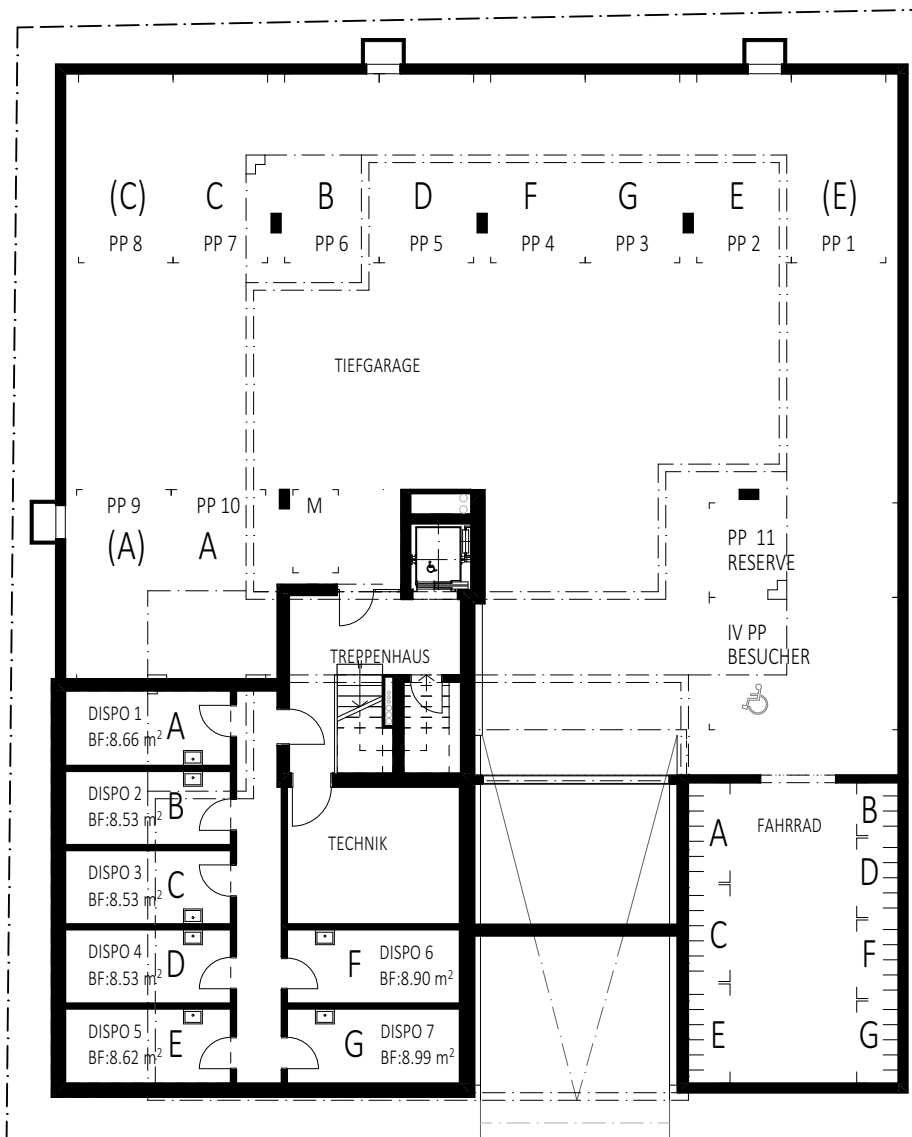 (C) C B D F G E (E)
PP 8 PP 7 PP 6 PP 5 PP 4 PP 3 PP 2 PP 1
TIEFGARAGE
PP 9 PP 10 M
(A) A
PP 11
RESERVE
IV PP
BESUCHER
TREPPENHAUS
DISPO 1
BF:8.66 m²
A
DISPO 2
BF:8.53 m²
B
DISPO 3
BF:8.53 m²
C
DISPO 4
BF:8.53 m²
D
DISPO 5
BF:8.62 m²
E
TECHNIK
F
DISPO 6
BF:8.90 m²
G
DISPO 7
BF:8.99 m²
FAHRRAD
A
C
E
B
D
F
G